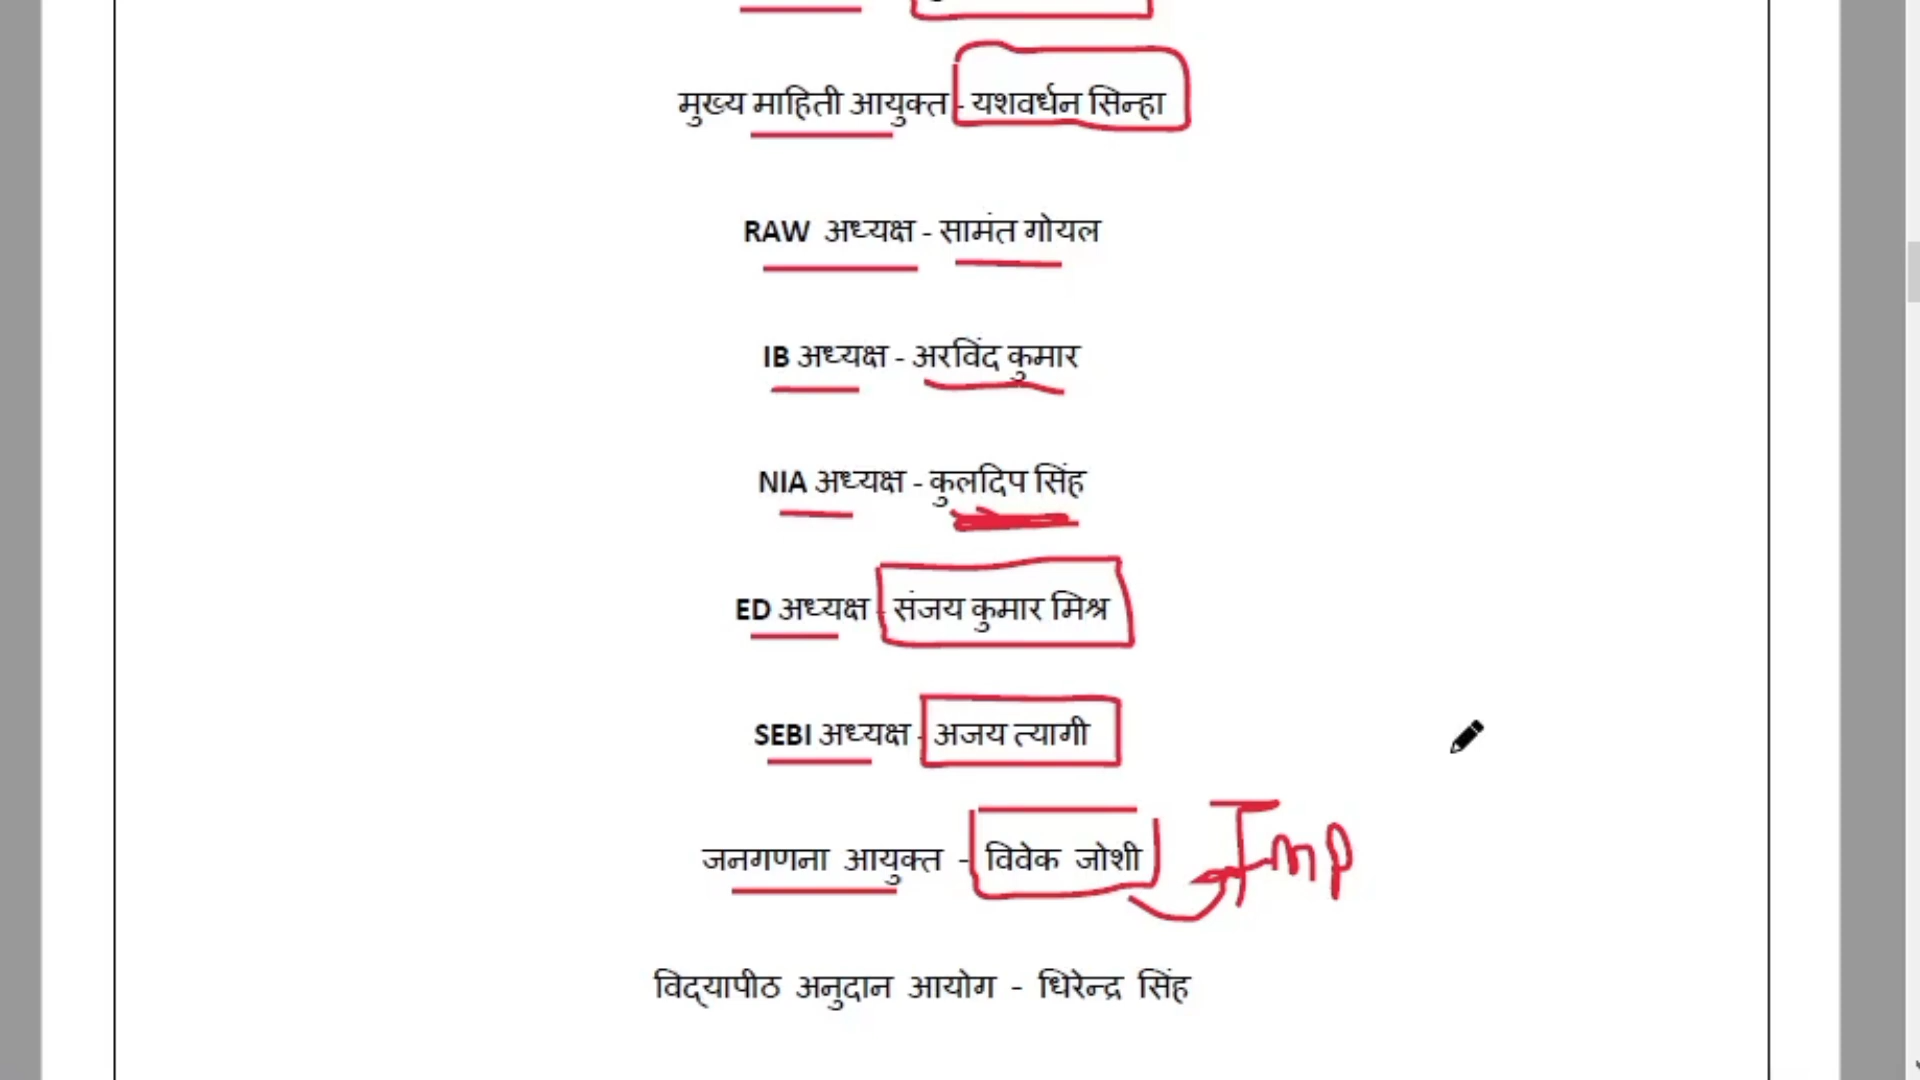 मुख्य माहिती आयुक्त - यशवर्धन सिन्हा
RAW अध्यक्ष - सामंत गोयल
IB अध्यक्ष - अरविंद कुमार
NIA अध्यक्ष - कुलदिप सिंह
ED अध्यक्ष - संजय कुमार मिश्र
SEBI अध्यक्ष - अजय त्यागी
जनगणना आयुक्त - विवेक जोशी Imp
विद्यापीठ अनुदान आयोग - धिरेन्द्र सिंह